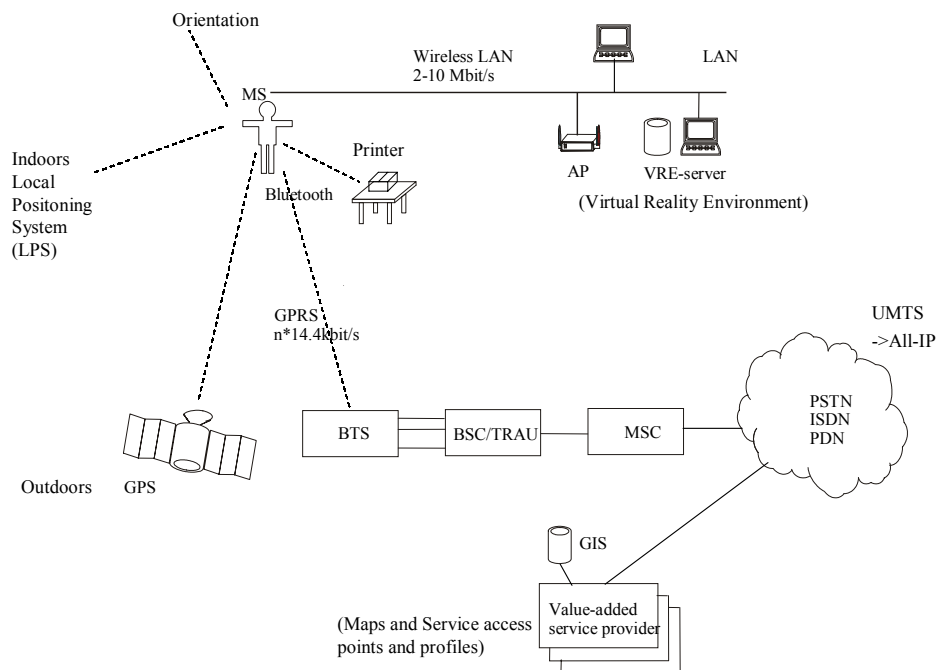 Orientation
Wireless LAN
2-10 Mbit/s
LAN
MS
Indoors
Local
Positoning
System
(LPS)
Printer
Bluetooth
AP
VRE-server
(Virtual Reality Environment)
GPRS
n*14.4kbit/s
UMTS
->All-IP
PSTN
ISDN
PDN
BTS
BSC/TRAU
MSC
Outdoors
GPS
GIS
Value-added
service provider
(Maps and Service access
points and profiles)